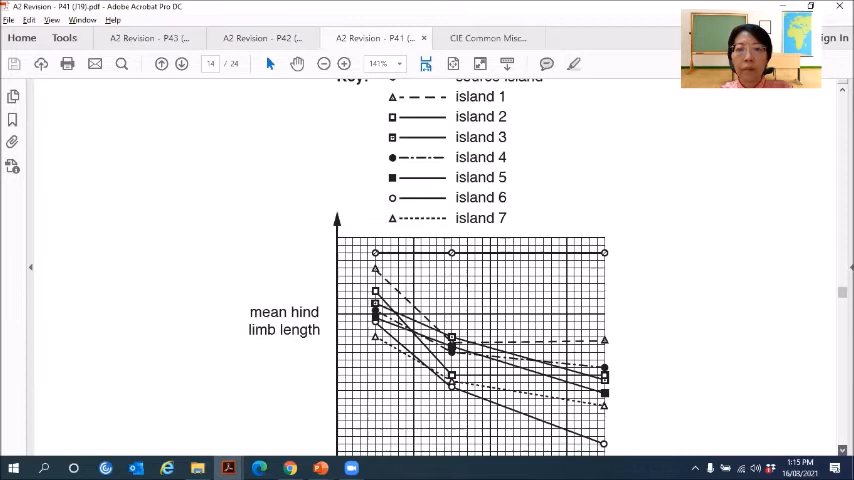 A2 Revision - P41 (J19).pdf - Adobe Acrobat Pro DC
File Edit View Window Help
Home Tools A2 Revision - P43 (... A2 Revision - P42 (... A2 Revision - P41 (... × CIE Common Misc... Sign In
14 / 24 141%
source island
island 1
island 2
island 3
island 4
island 5
island 6
island 7
mean hind
limb length
1:15 PM
16/08/2021